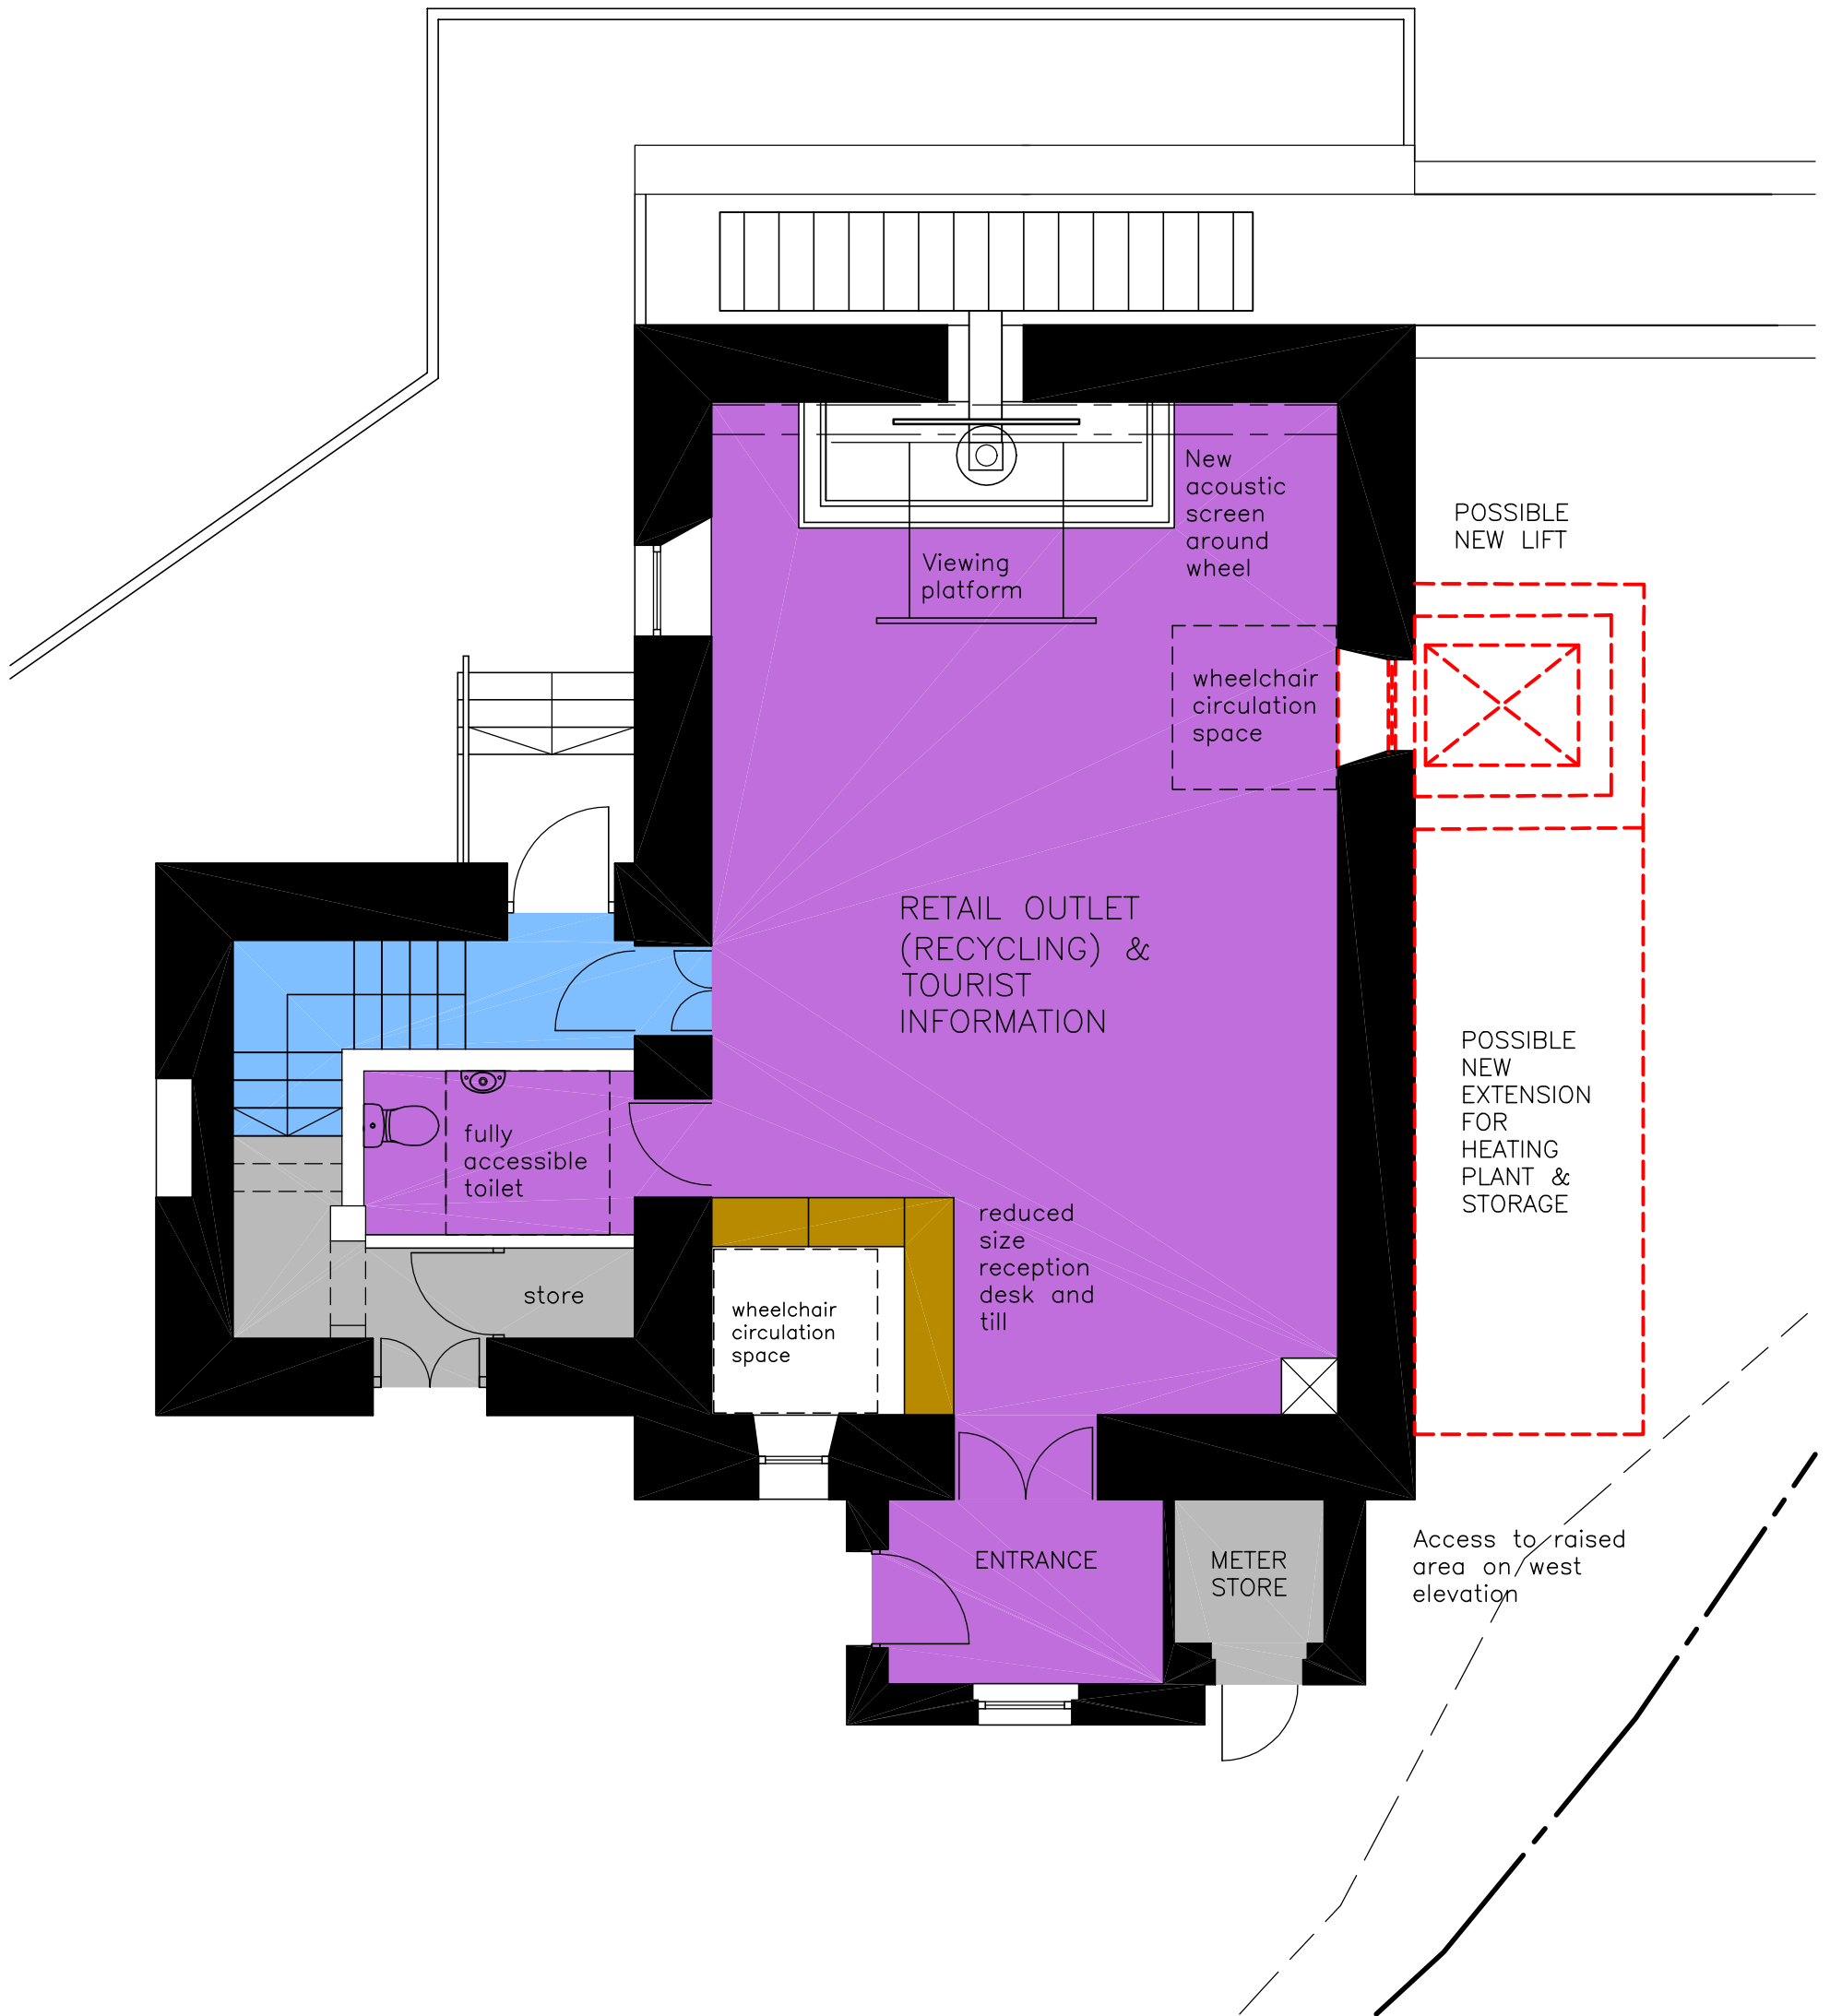 New
acoustic
screen
around
wheel
POSSIBLE
NEW LIFT
Viewing
platform
wheelchair
circulation
space
RETAIL OUTLET
(RECYCLING) &
TOURIST
INFORMATION
POSSIBLE
NEW
EXTENSION
FOR
HEATING
PLANT &
STORAGE
fully
accessible
toilet
reduced
size
reception
desk and
till
store
wheelchair
circulation
space
ENTRANCE
METER
STORE
Access to raised
area on west
elevation